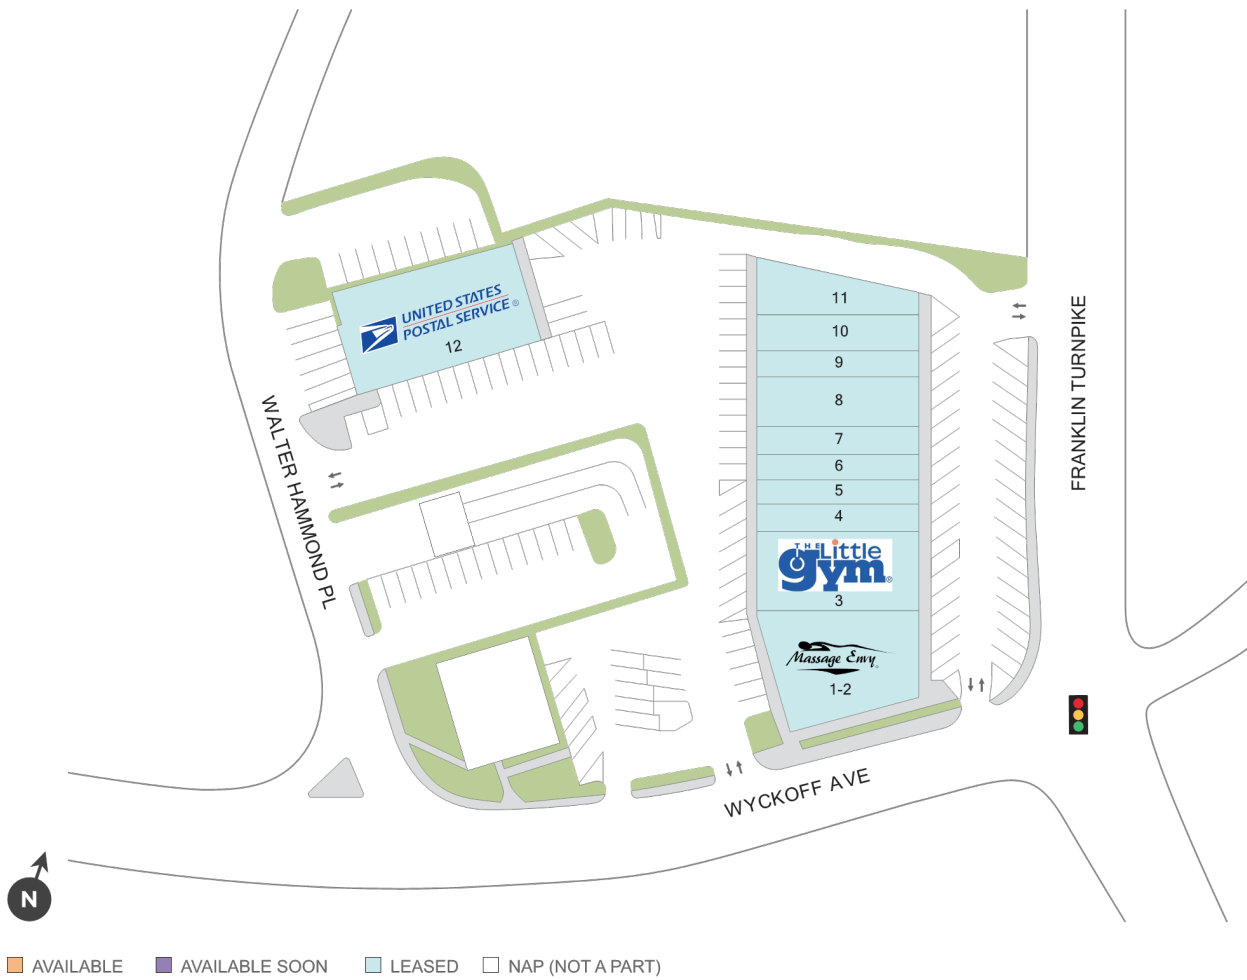 UNITED STATES
POSTAL SERVICE ®
12
11
10
9
8
7
6
5
4
THE Little
gym ®
3
Massage Envy
1-2
WALTER HAMMOND PL
FRANKLIN TURNPIKE
WYCKOFF AVE
N
AVAILABLE
AVAILABLE SOON
LEASED
NAP (NOT A PART)